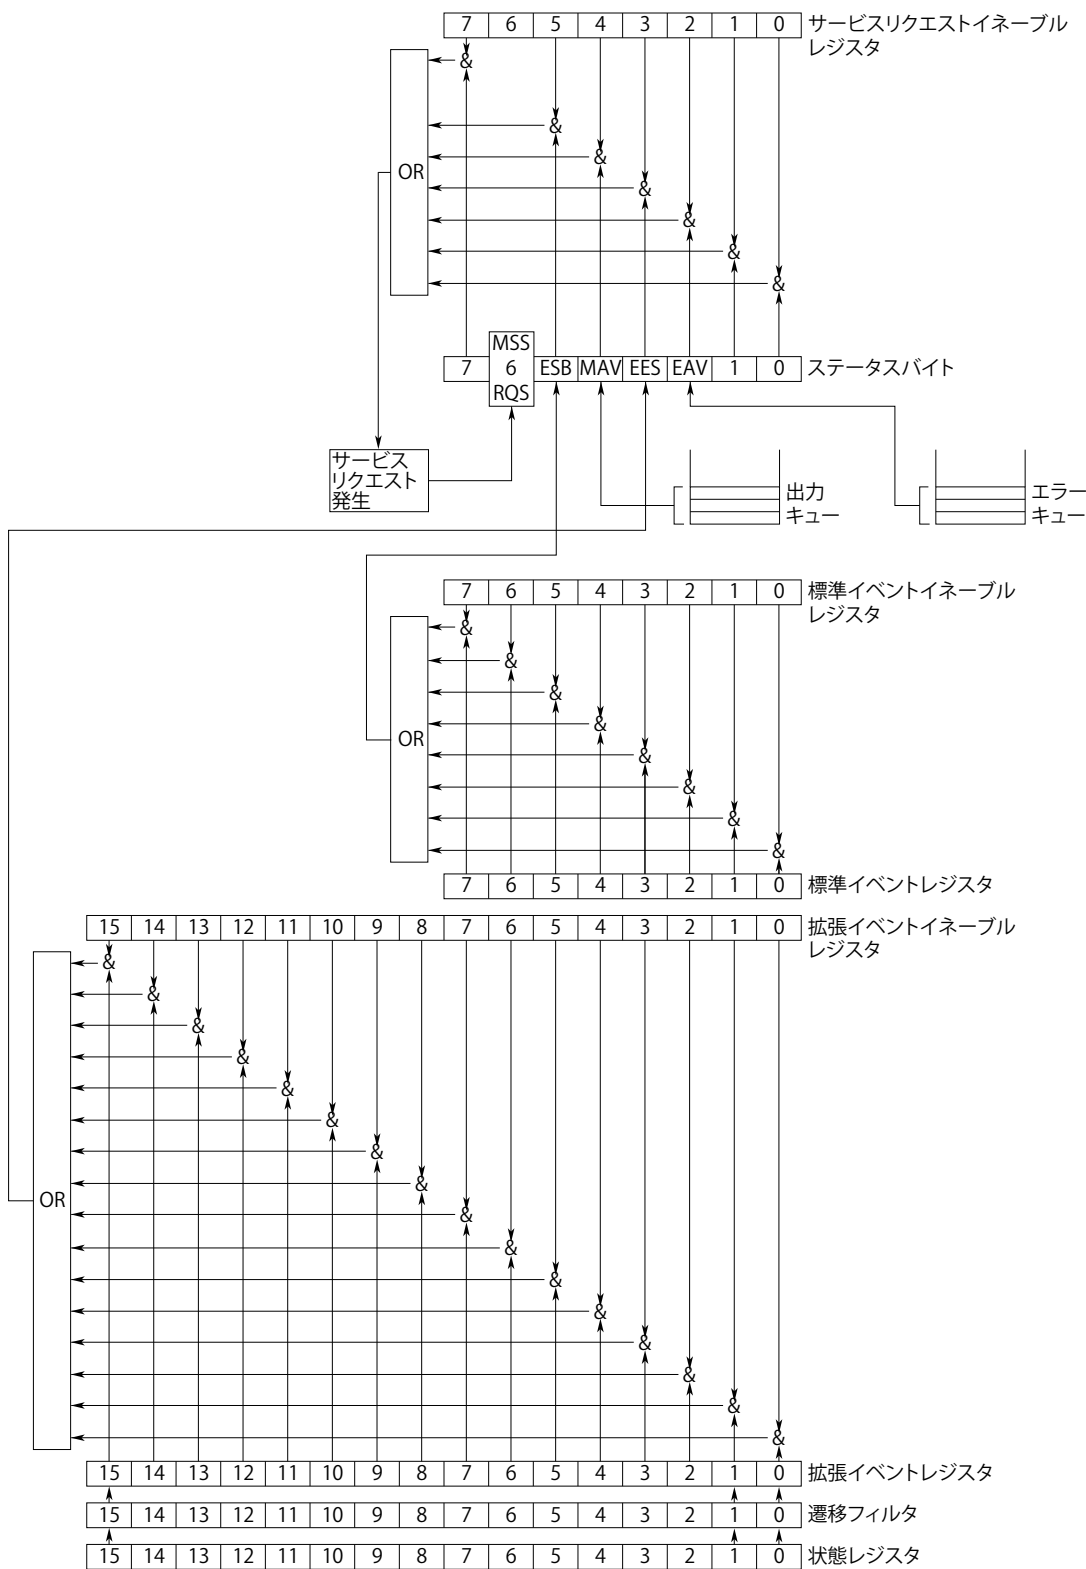 7 6 5 4 3 2 1 0 サービスリクエストイネーブル
レジスタ
&
&
&
OR
&
&
&
&
MSS
7 6 ESB MAV EES EAV 1 0 ステータスバイト
RQS
サービス
リクエスト
発生
出力
キュー
エラー
キュー
7 6 5 4 3 2 1 0 標準イベントイネーブル
レジスタ
&
&
&
&
OR
&
&
&
&
7 6 5 4 3 2 1 0 標準イベントレジスタ
15 14 13 12 11 10 9 8 7 6 5 4 3 2 1 0 拡張イベントイネーブル
レジスタ
&
&
&
&
&
&
&
&
OR
&
&
&
&
&
&
&
&
15 14 13 12 11 10 9 8 7 6 5 4 3 2 1 0 拡張イベントレジスタ
15 14 13 12 11 10 9 8 7 6 5 4 3 2 1 0 遷移フィルタ
15 14 13 12 11 10 9 8 7 6 5 4 3 2 1 0 状態レジスタ